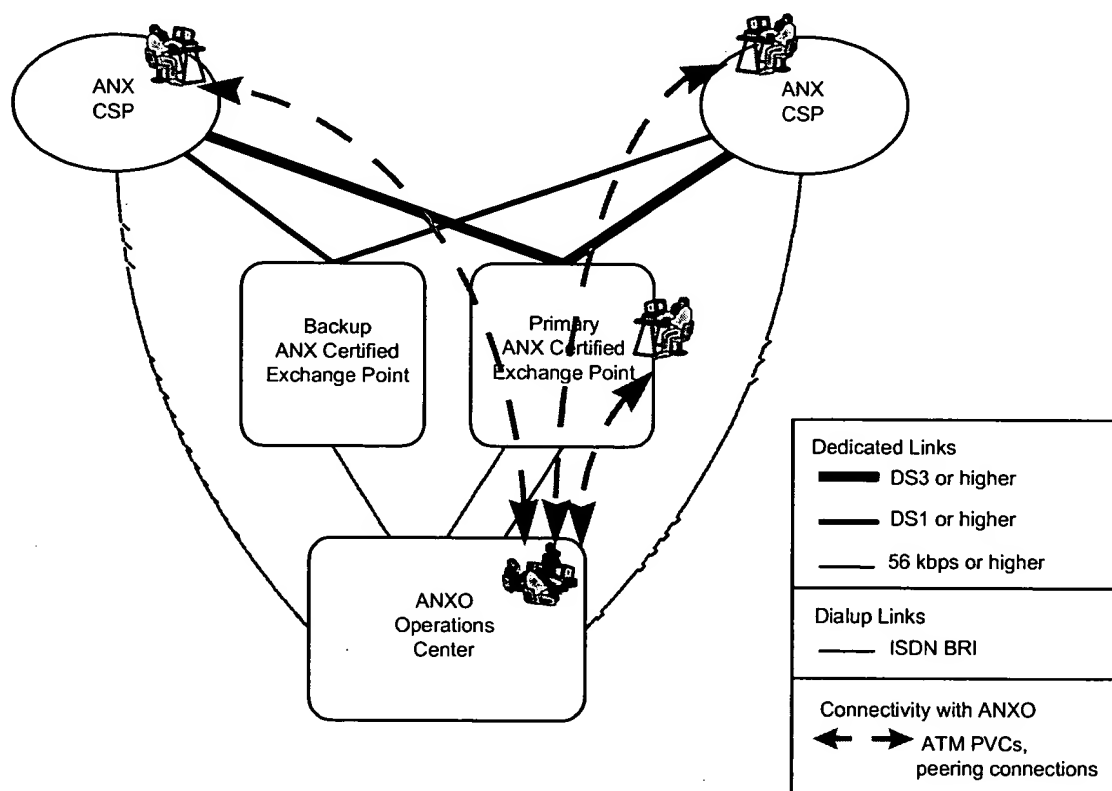 ANX
CSP
ANX
CSP
Backup
ANX Certified
Exchange Point
Primary
ANX Certified
Exchange Point
ANXO
Operations
Center
Dedicated Links
DS3 or higher
DS1 or higher
56 kbps or higher
Dialup Links
ISDN BRI
Connectivity with ANXO
ATM PVCs,
peering connections